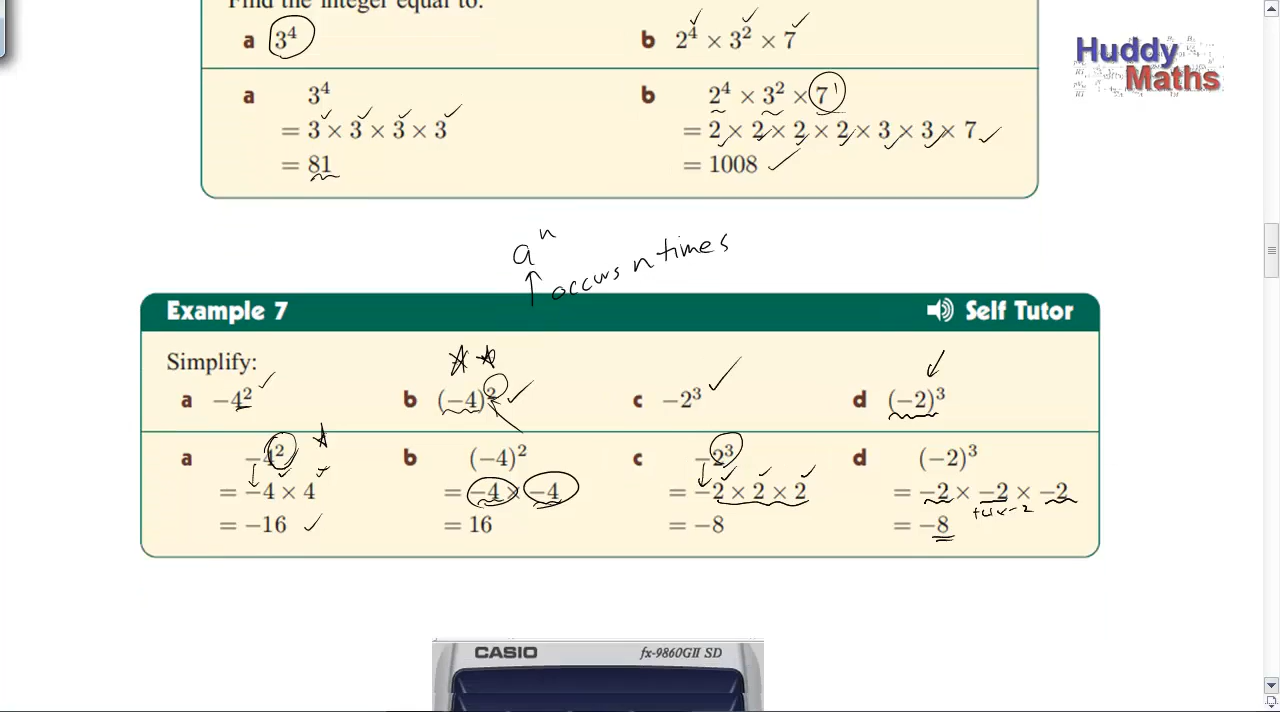 Find the integer equal to:
a 3⁴ b 2⁴ × 3² × 7
Huddy
Maths
a 3⁴ b 2⁴ × 3² × 7¹
= 3 × 3 × 3 × 3 = 2 × 2 × 2 × 2 × 3 × 3 × 7
= 81 = 1008
aⁿ
occurs n times
Example 7 Self Tutor
Simplify:
a −4² b (−4)² c −2³ d (−2)³
a −4² b (−4)² c −2³ d (−2)³
= −4 × 4 = −4 × −4 = −2 × 2 × 2 = −2 × −2 × −2
+4×−2
= −16 = 16 = −8 = −8
CASIO fx-9860GII SD